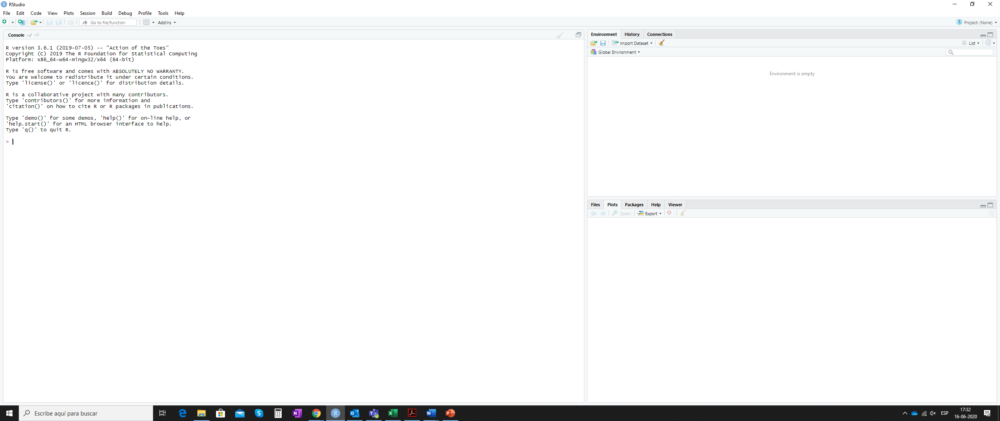 RStudio
File Edit Code View Plots Session Build Debug Profile Tools Help
Go to file/function Addins Project: (None)
Console ~/
R version 3.6.1 (2019-07-05) -- "Action of the Toes"
Copyright (C) 2019 The R Foundation for Statistical Computing
Platform: x86_64-w64-mingw32/x64 (64-bit)
R is free software and comes with ABSOLUTELY NO WARRANTY.
You are welcome to redistribute it under certain conditions.
Type 'license()' or 'licence()' for distribution details.
R is a collaborative project with many contributors.
Type 'contributors()' for more information and
'citation()' on how to cite R or R packages in publications.
Type 'demo()' for some demos, 'help()' for on-line help, or
'help.start()' for an HTML browser interface to help.
Type 'q()' to quit R.
>
Environment History Connections
Import Dataset List
Global Environment
Environment is empty
Files Plots Packages Help Viewer
Zoom Export
Escribe aquí para buscar
ESP
17:32
16-06-2020